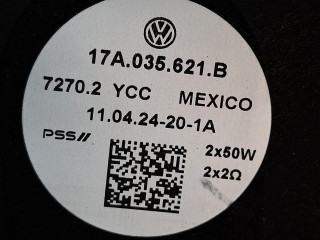 17A.035.621.B
7270.2 YCC MEXICO
11.04.24-20-1A
PSS//
2x50W
2x2Ω